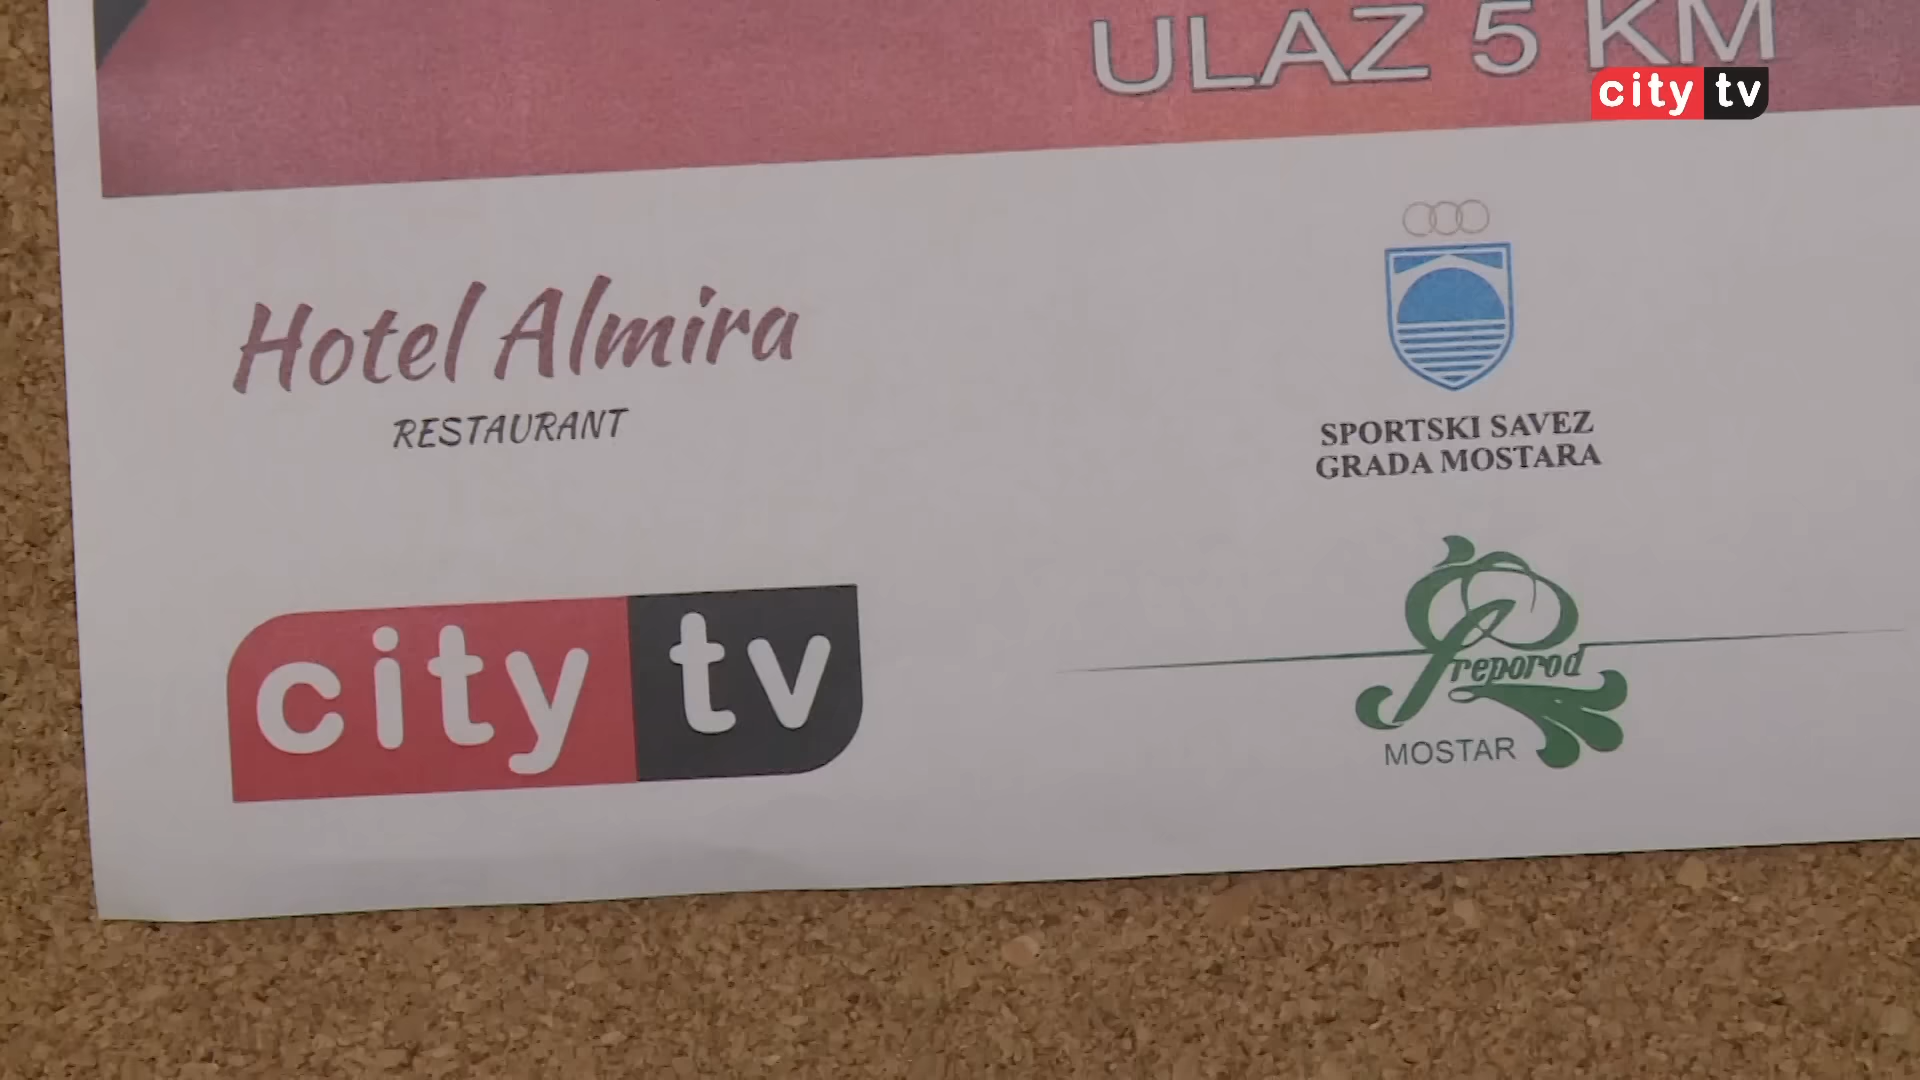 ULAZ 5 KM
city tv
Hotel Almira
RESTAURANT
SPORTSKI SAVEZ
GRADA MOSTARA
city tv
Preporod
MOSTAR